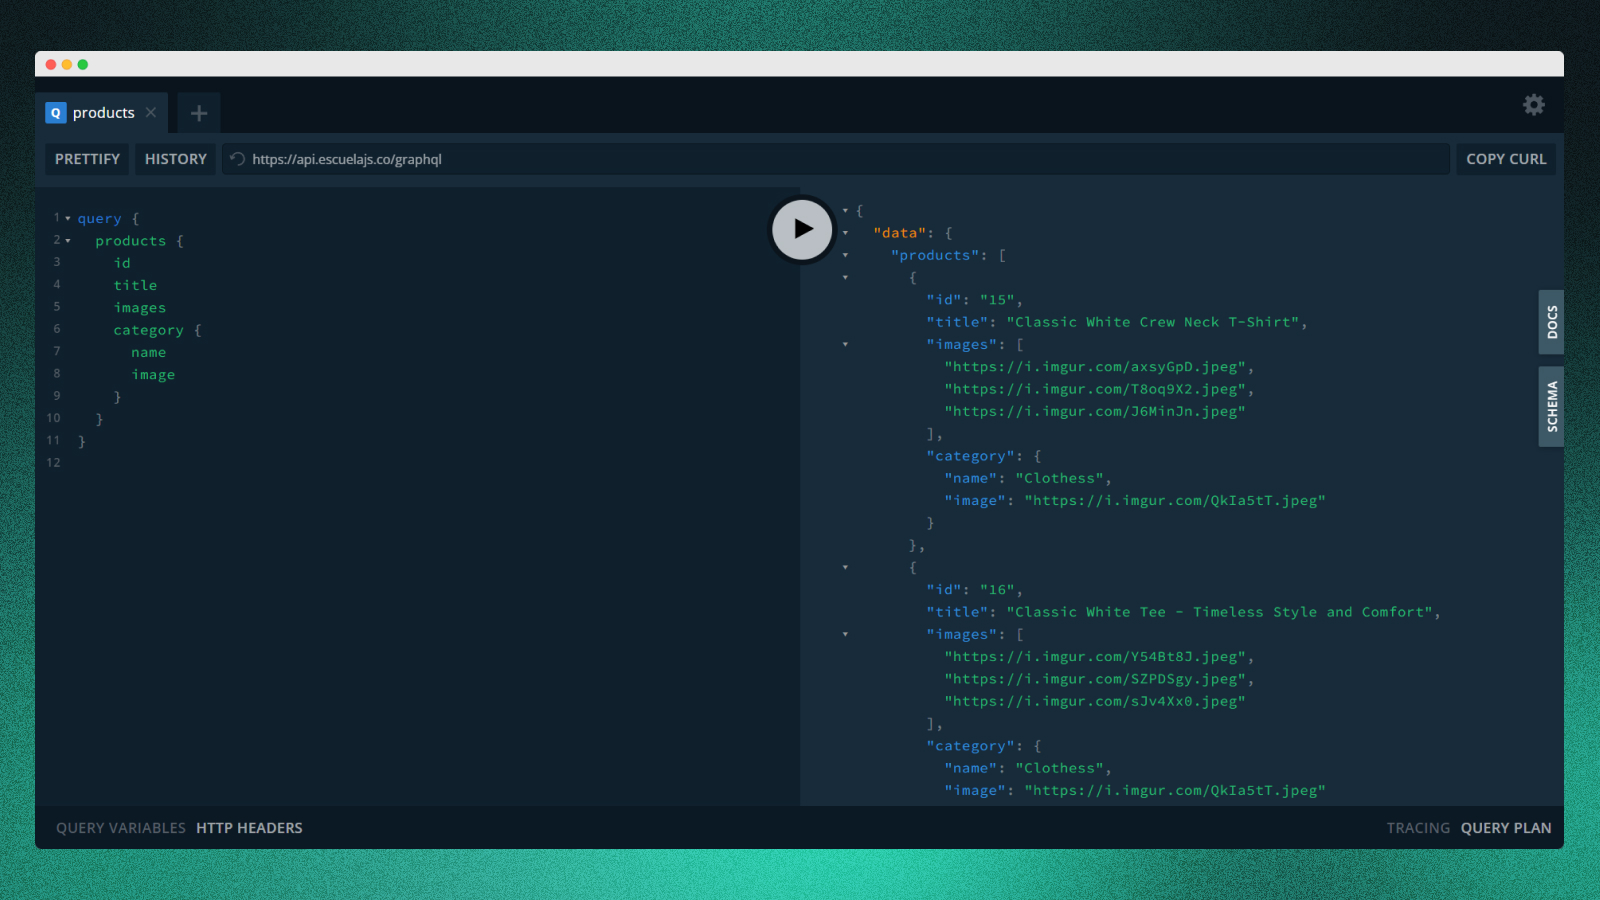 Q products
PRETTIFY HISTORY https://api.escuelajs.co/graphql COPY CURL
1 query {
2 products {
3 id
4 title
5 images
6 category {
7 name
8 image
9 }
10 }
11 }
12
{
"data": {
"products": [
{
"id": "15",
"title": "Classic White Crew Neck T-Shirt",
"images": [
"https://i.imgur.com/axsyGpD.jpeg",
"https://i.imgur.com/T8oq9X2.jpeg",
"https://i.imgur.com/J6MinJn.jpeg"
],
"category": {
"name": "Clothess",
"image": "https://i.imgur.com/QkIa5tT.jpeg"
}
},
{
"id": "16",
"title": "Classic White Tee - Timeless Style and Comfort",
"images": [
"https://i.imgur.com/Y54Bt8J.jpeg",
"https://i.imgur.com/SZPDSgy.jpeg",
"https://i.imgur.com/sJv4Xx0.jpeg"
],
"category": {
"name": "Clothess",
"image": "https://i.imgur.com/QkIa5tT.jpeg"
DOCS
SCHEMA
QUERY VARIABLES HTTP HEADERS
TRACING QUERY PLAN